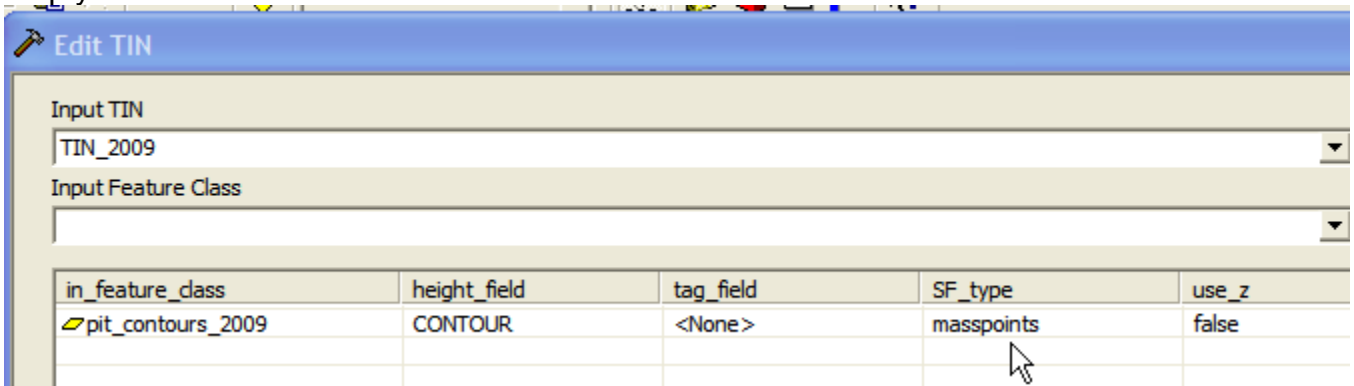 Edit TIN
Input TIN
TIN_2009
Input Feature Class
in_feature_class height_field tag_field SF_type use_z
pit_contours_2009 CONTOUR <None> masspoints false